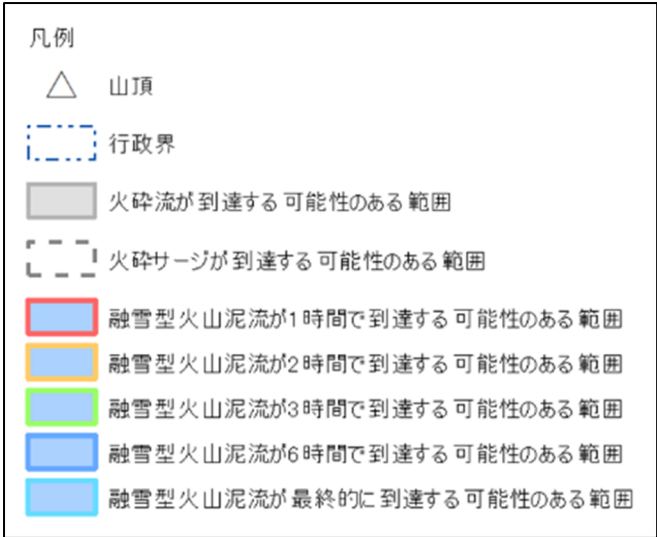 凡例
山頂
行政界
火砕流が到達する可能性のある範囲
火砕サージが到達する可能性のある範囲
融雪型火山泥流が1時間で到達する可能性のある範囲
融雪型火山泥流が2時間で到達する可能性のある範囲
融雪型火山泥流が3時間で到達する可能性のある範囲
融雪型火山泥流が6時間で到達する可能性のある範囲
融雪型火山泥流が最終的に到達する可能性のある範囲